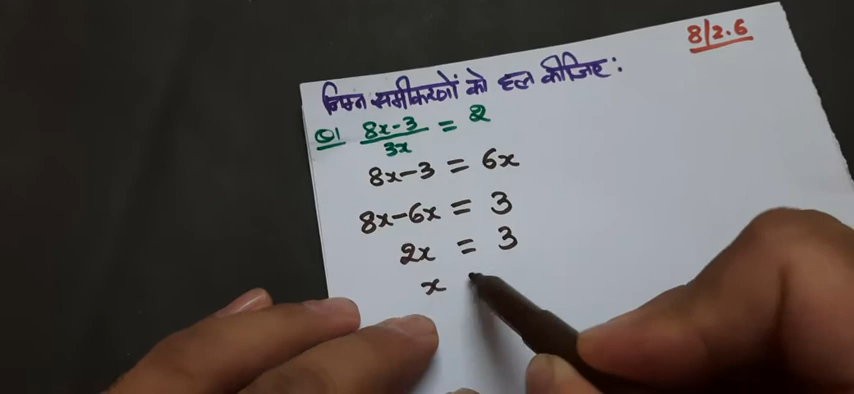 8/2.6
निम्न समीकरणों को हल कीजिए:
Q1 (8x-3)/(3x) = 2
8x-3 = 6x
8x-6x = 3
2x = 3
x